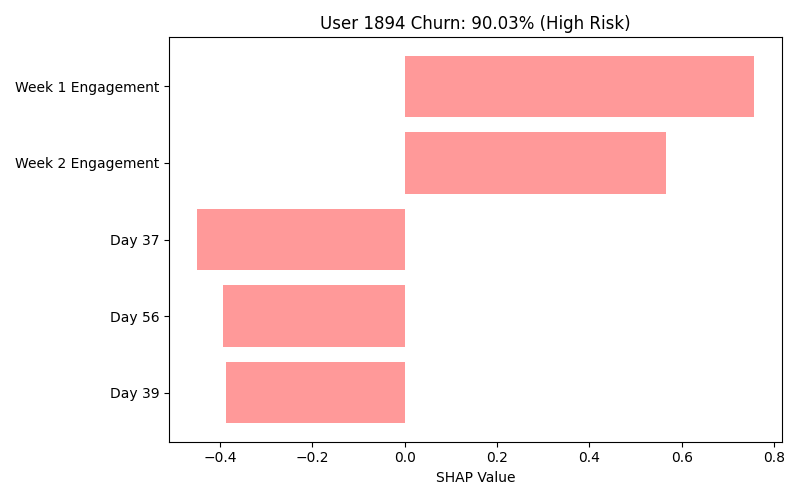 User 1894 Churn: 90.03% (High Risk)
Week 1 Engagement
Week 2 Engagement
Day 37
Day 56
Day 39
−0.4 −0.2 0.0 0.2 0.4 0.6 0.8
SHAP Value